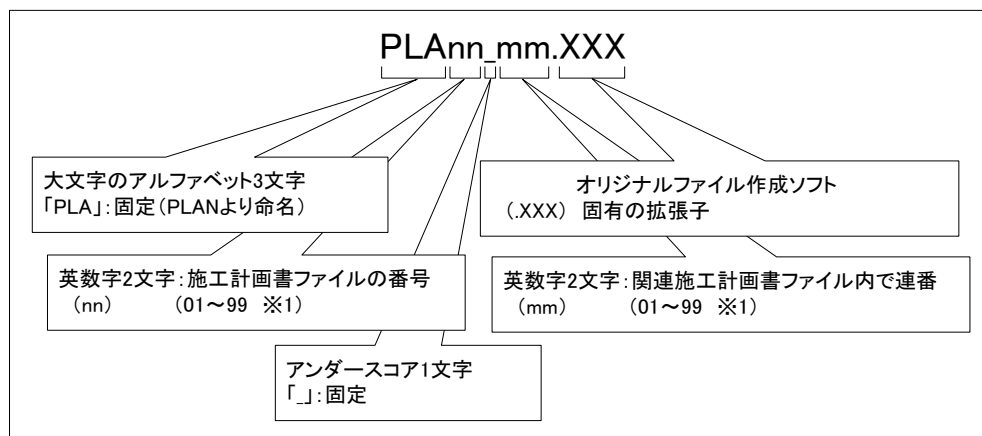 PLAnn_mm.XXX
大文字のアルファベット3文字
「PLA」:固定(PLANより命名)
オリジナルファイル作成ソフト
(.XXX) 固有の拡張子
英数字2文字:施工計画書ファイルの番号
(nn) (01～99 ※1)
英数字2文字:関連施工計画書ファイル内で連番
(mm) (01～99 ※1)
アンダースコア1文字
「_」:固定